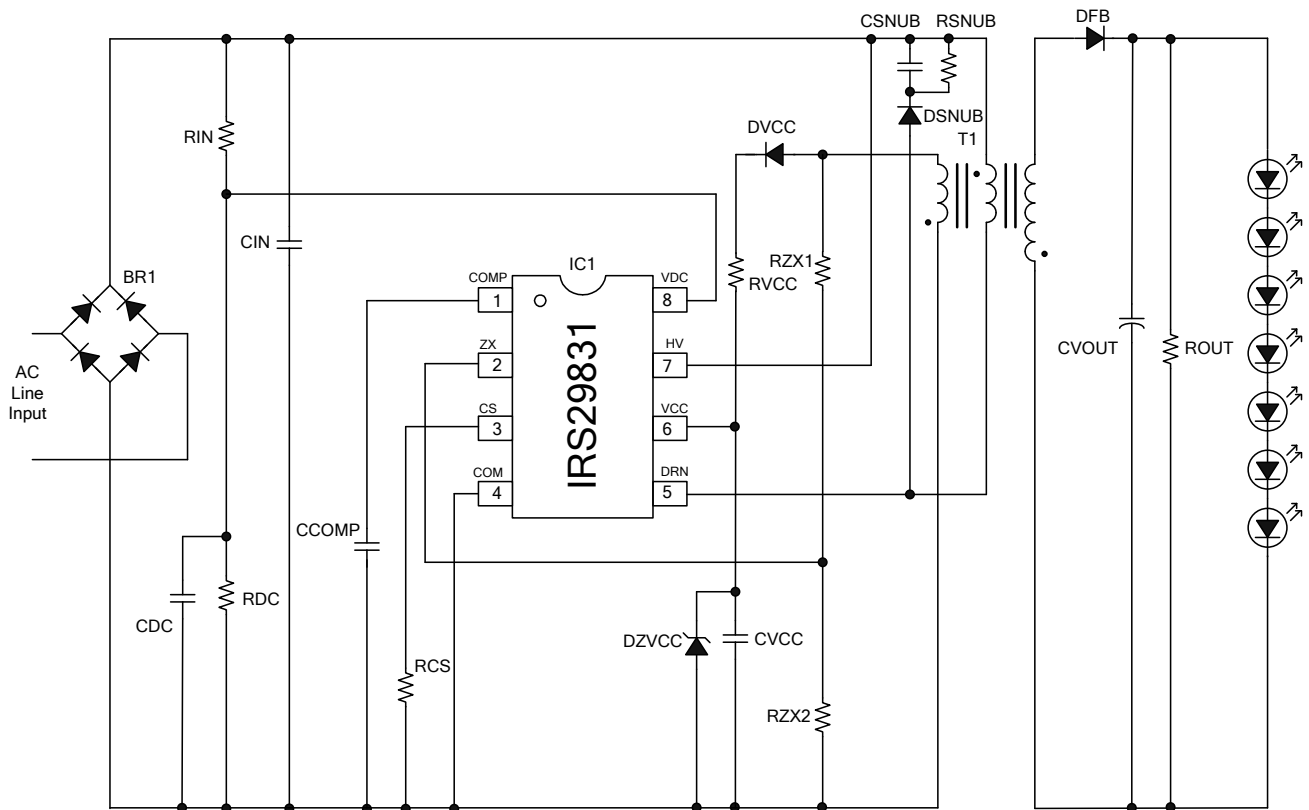 CSNUB RSNUB
DFB
RIN
DSNUB
T1
DVCC
CIN
BR1
IC1
COMP
VDC
1
8
RZX1
RVCC
ZX
HV
2
7
CS
VCC
3
6
COM
DRN
4
5
IRS29831
AC
Line
Input
CVOUT
ROUT
CCOMP
CDC
RDC
RCS
DZVCC
CVCC
RZX2